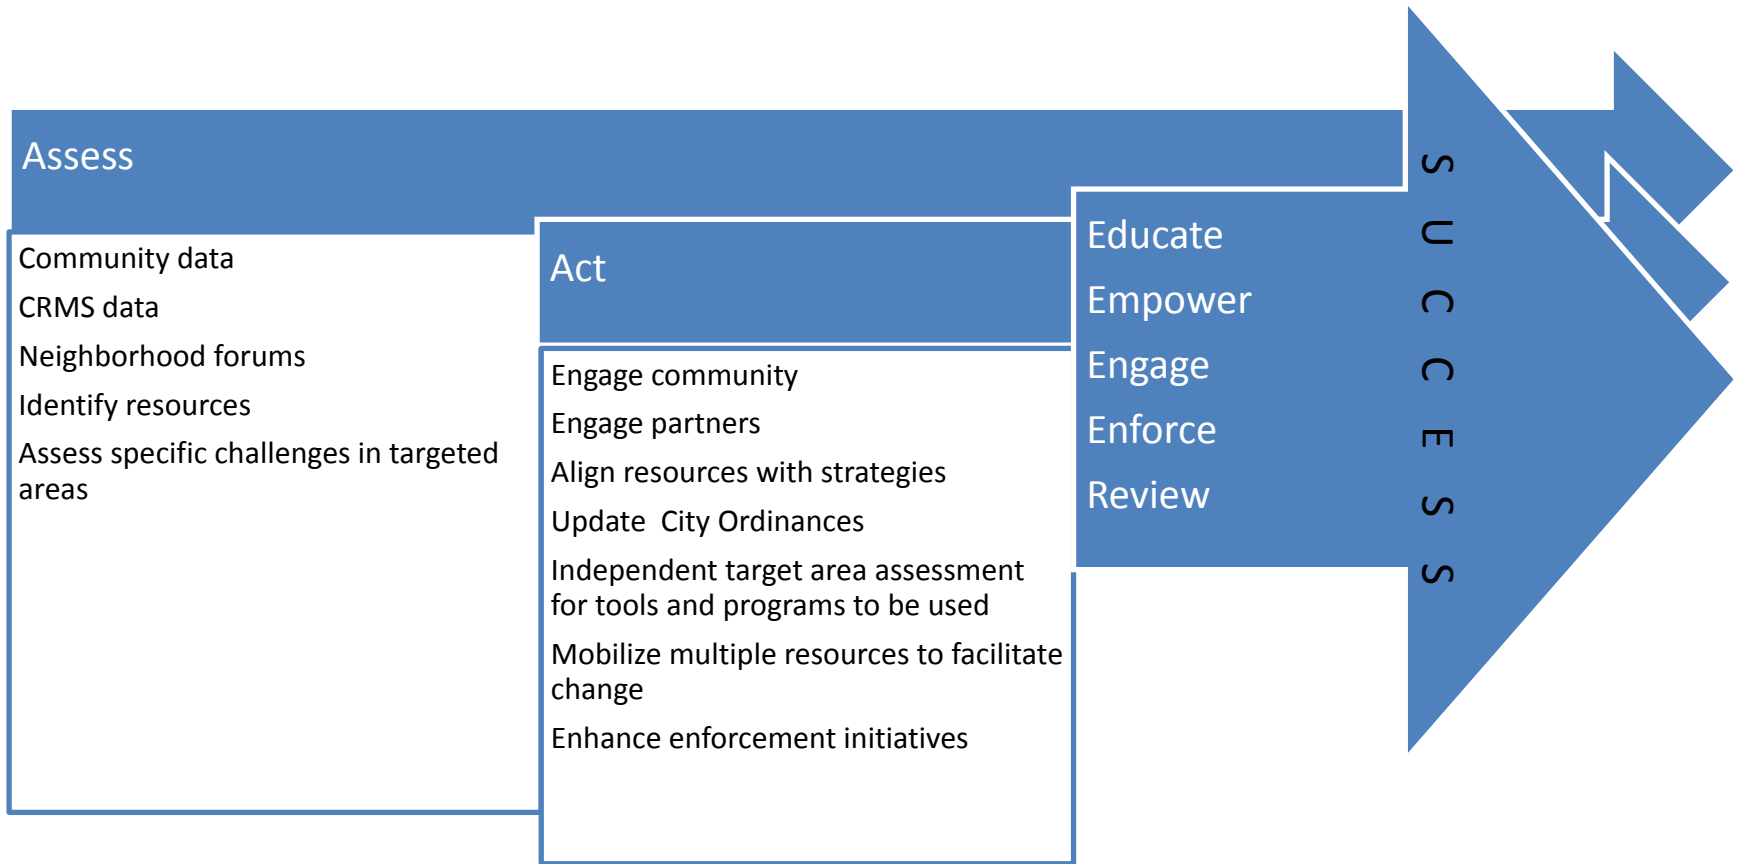 Assess
Community data
CRMS data
Neighborhood forums
Identify resources
Assess specific challenges in targeted
areas
Act
Engage community
Engage partners
Align resources with strategies
Update  City Ordinances
Independent target area assessment
for tools and programs to be used
Mobilize multiple resources to facilitate
change
Enhance enforcement initiatives
Educate
Empower
Engage
Enforce
Review
SUCCESS